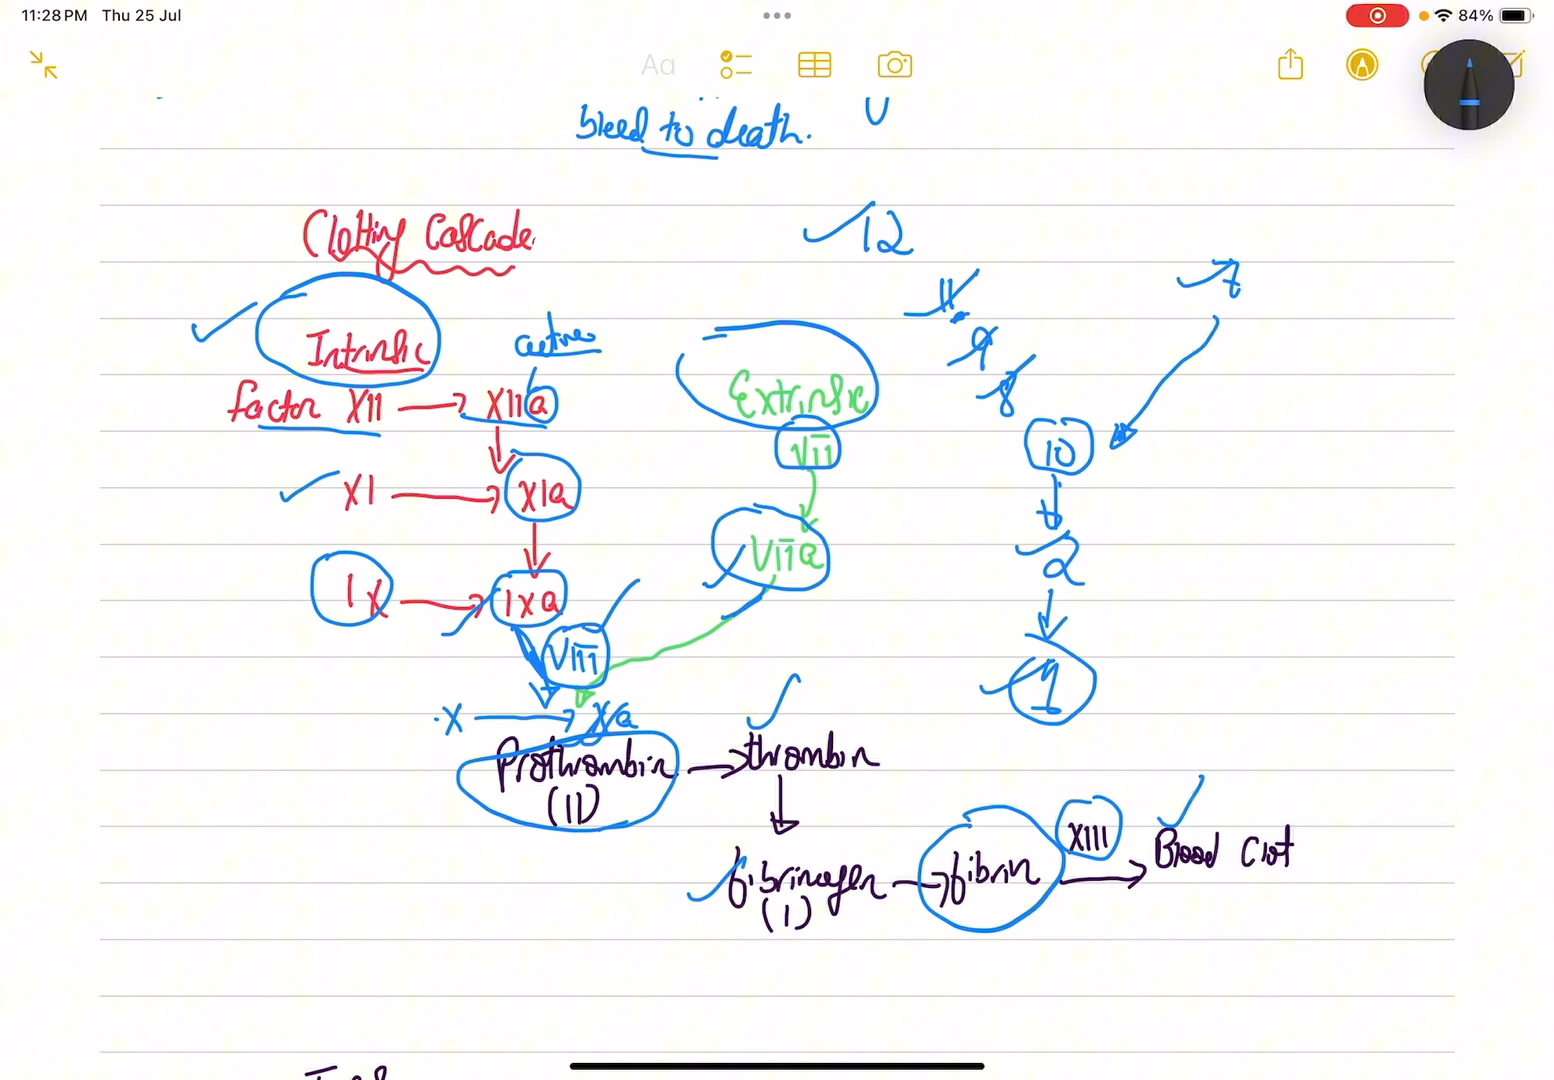 11:28 PM Thu 25 Jul
84%
Aa
bleed to death.
Clotting Cascade
12
7
11
9
8
10
2
1
Intrinsic
active
Extrinsic
factor XII → XIIa
VII
XI → XIa
VIIa
IX → IXa
VIII
X → Xa
Prothrombin → thrombin
(II)
fibrinogen → fibrin XIII → Blood Clot
(I)